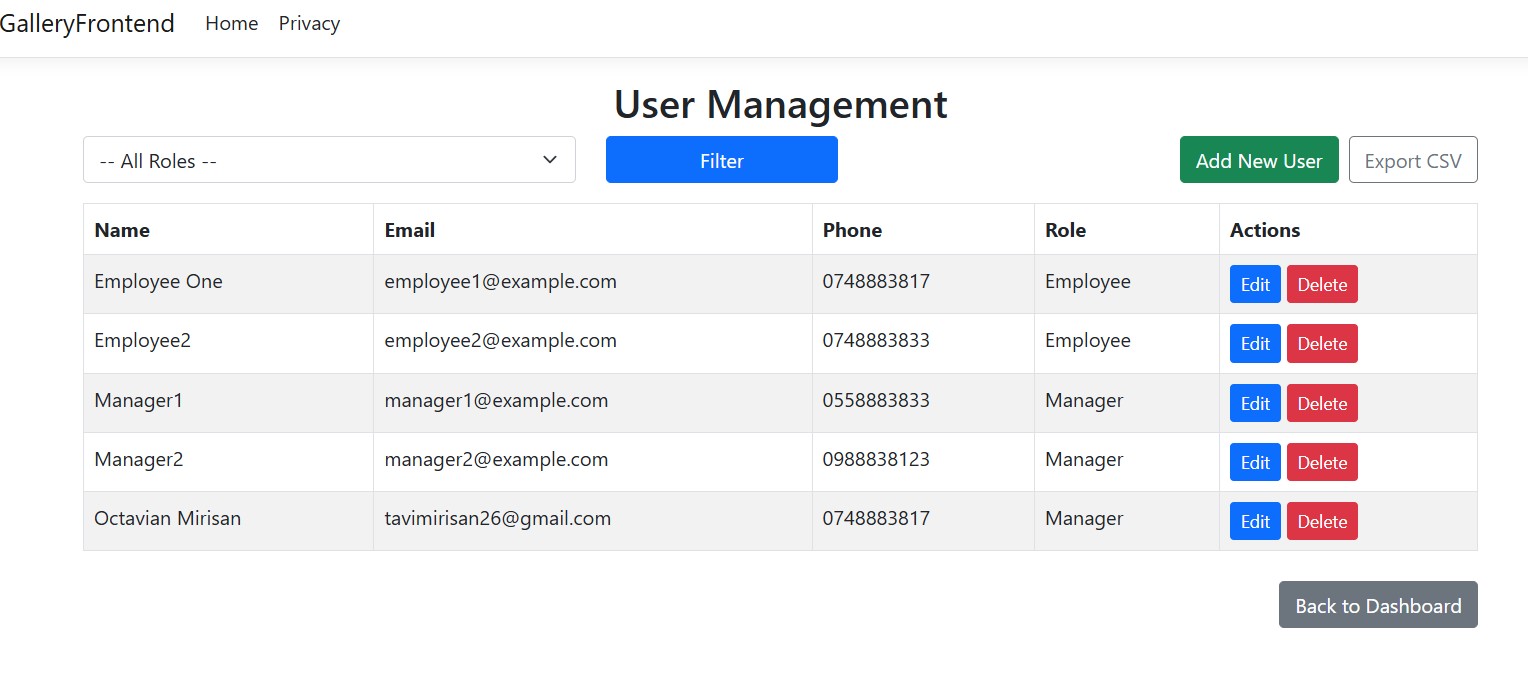 GalleryFrontend Home Privacy
User Management
-- All Roles -- Filter Add New User Export CSV
Name Email Phone Role Actions
Employee One employee1@example.com 0748883817 Employee Edit Delete
Employee2 employee2@example.com 0748883833 Employee Edit Delete
Manager1 manager1@example.com 0558883833 Manager Edit Delete
Manager2 manager2@example.com 0988838123 Manager Edit Delete
Octavian Mirisan tavimirisan26@gmail.com 0748883817 Manager Edit Delete
Back to Dashboard